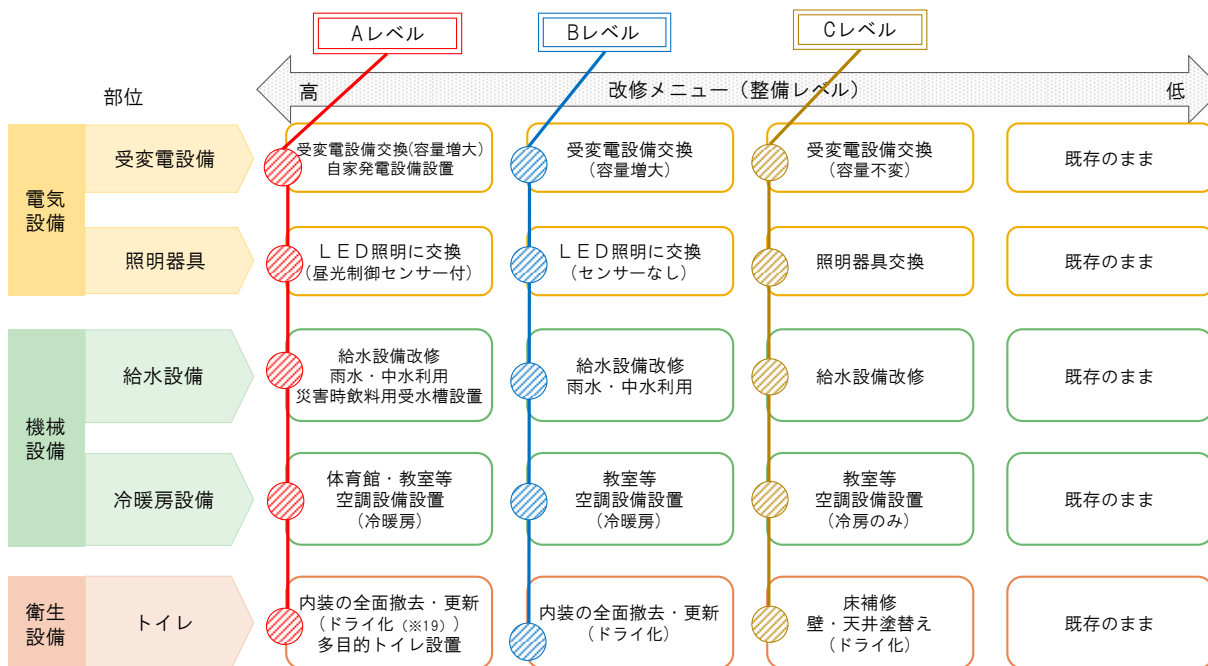 Aレベル
Bレベル
Cレベル
部位
高
改修メニュー（整備レベル）
低
電気
設備
受変電設備
受変電設備交換(容量増大)
自家発電設備設置
受変電設備交換
（容量増大）
受変電設備交換
（容量不変）
既存のまま
照明器具
ＬＥＤ照明に交換
（昼光制御センサー付）
ＬＥＤ照明に交換
（センサーなし）
照明器具交換
既存のまま
機械
設備
給水設備
給水設備改修
雨水・中水利用
災害時飲料用受水槽設置
給水設備改修
雨水・中水利用
給水設備改修
既存のまま
冷暖房設備
体育館・教室等
空調設備設置
（冷暖房）
教室等
空調設備設置
（冷暖房）
教室等
空調設備設置
（冷房のみ）
既存のまま
衛生
設備
トイレ
内装の全面撤去・更新
（ドライ化（※19））
多目的トイレ設置
内装の全面撤去・更新
（ドライ化）
床補修
壁・天井塗替え
（ドライ化）
既存のまま